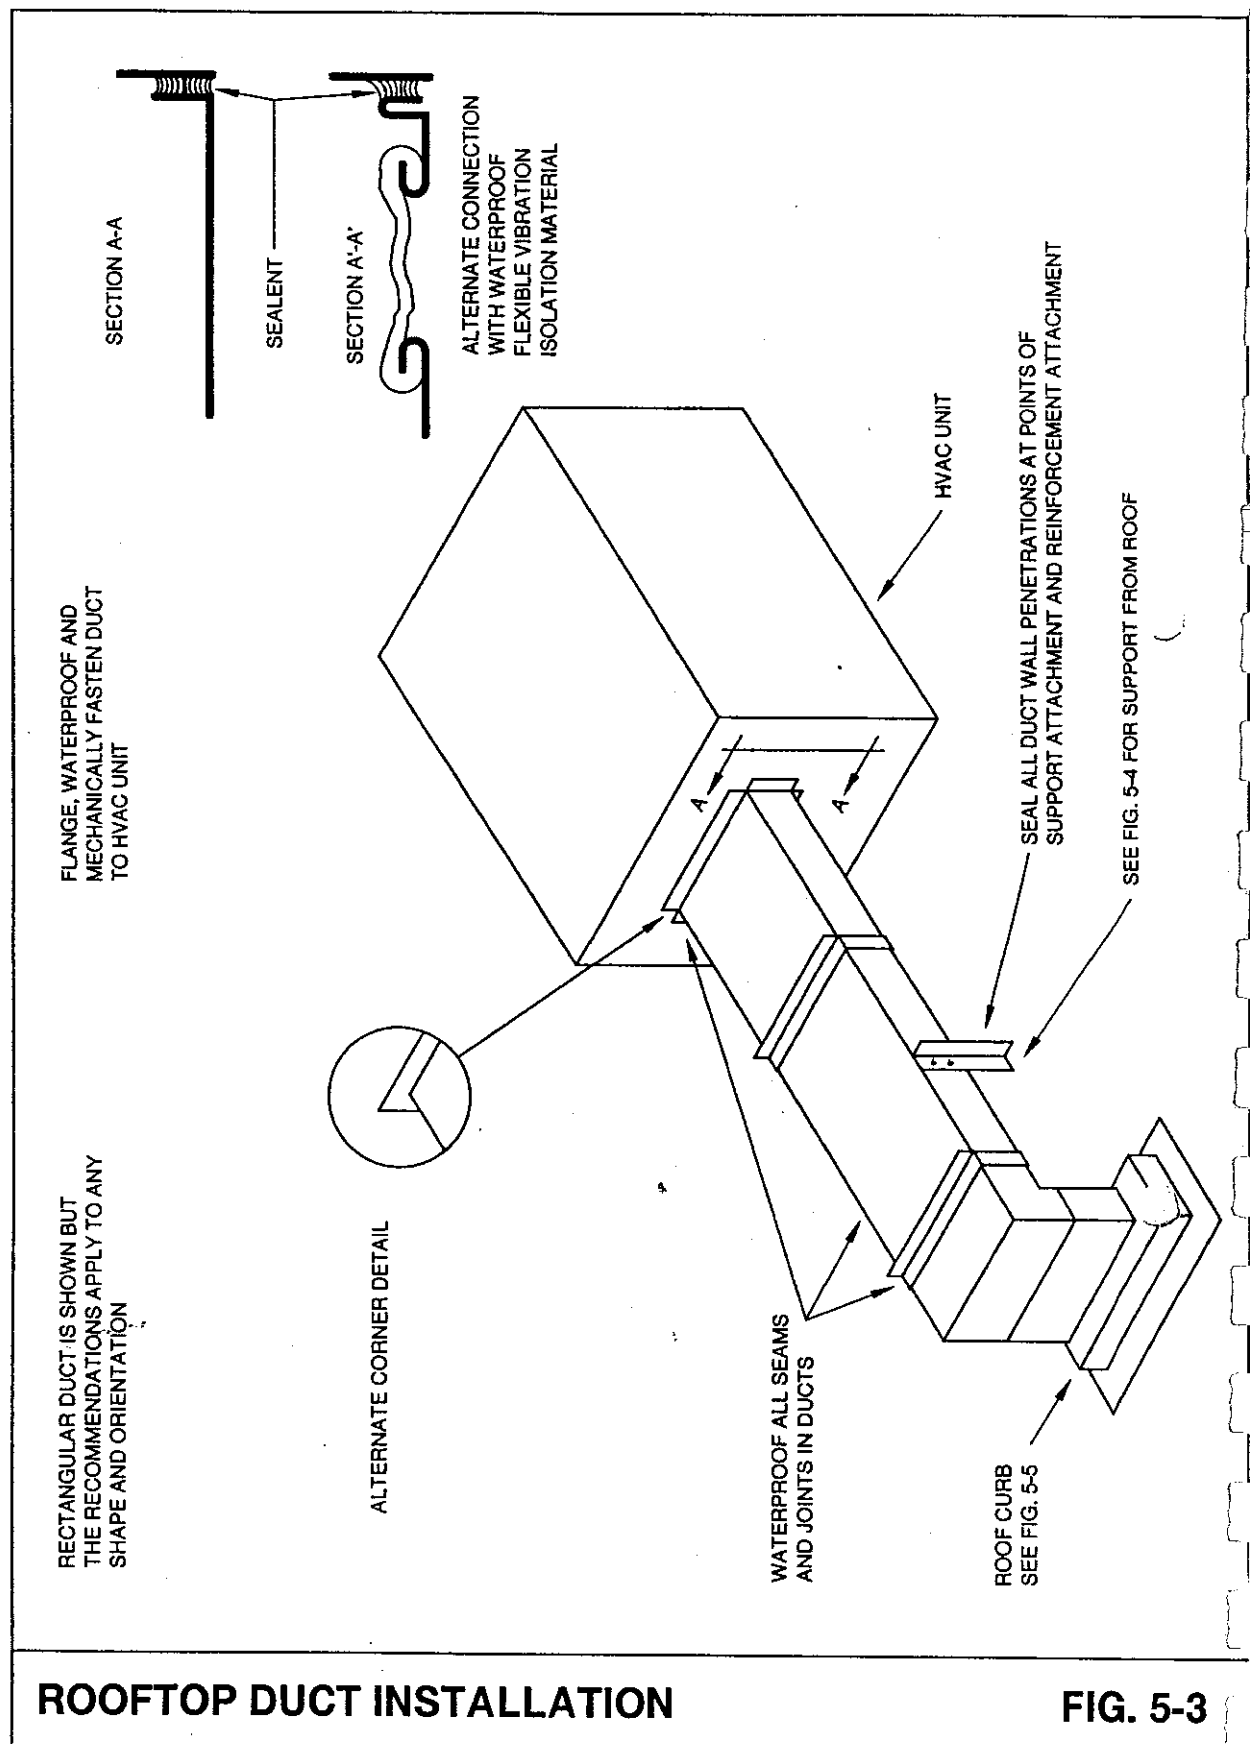 RECTANGULAR DUCT IS SHOWN BUT
THE RECOMMENDATIONS APPLY TO ANY
SHAPE AND ORIENTATION
FLANGE, WATERPROOF AND
MECHANICALLY FASTEN DUCT
TO HVAC UNIT
SECTION A-A
SEALENT
SECTION A'-A'
ALTERNATE CONNECTION
WITH WATERPROOF
FLEXIBLE VIBRATION
ISOLATION MATERIAL
ALTERNATE CORNER DETAIL
A
A
HVAC UNIT
WATERPROOF ALL SEAMS
AND JOINTS IN DUCTS
SEAL ALL DUCT WALL PENETRATIONS AT POINTS OF
SUPPORT ATTACHMENT AND REINFORCEMENT ATTACHMENT
SEE FIG. 5-4 FOR SUPPORT FROM ROOF
ROOF CURB
SEE FIG. 5-5
ROOFTOP DUCT INSTALLATION
FIG. 5-3